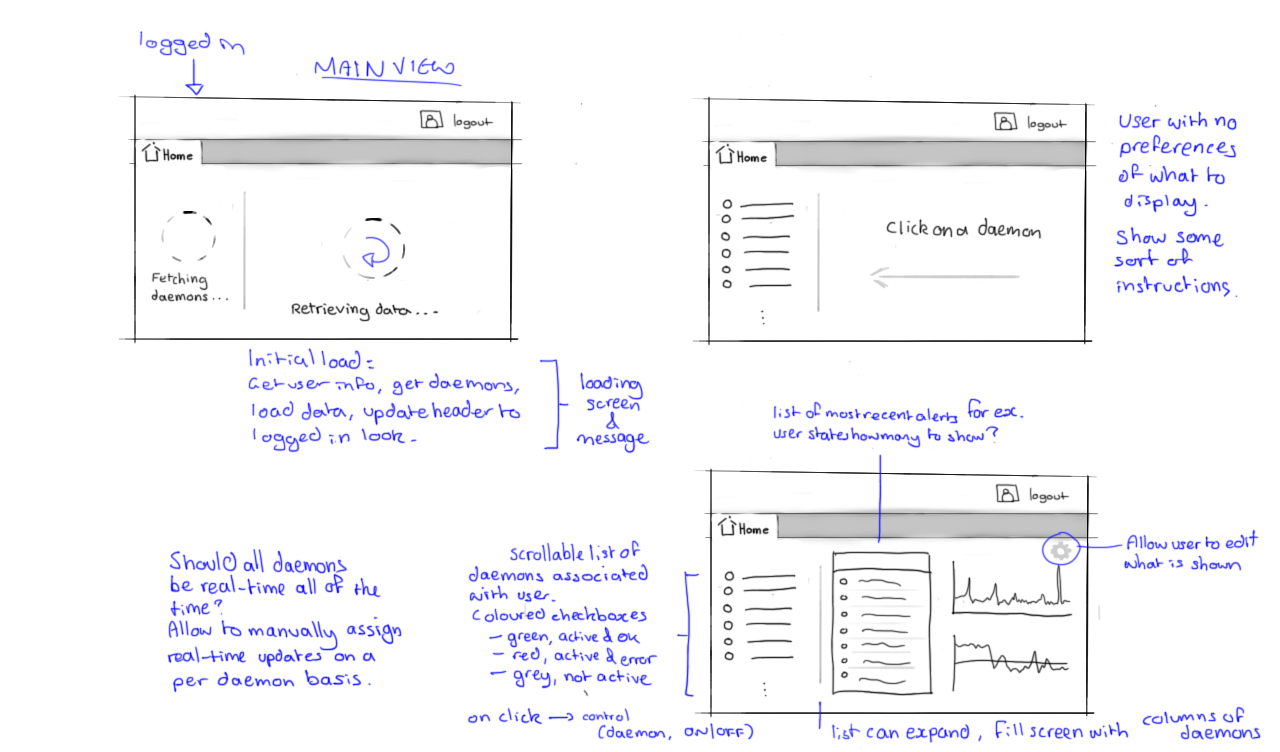 logged in
MAIN VIEW
logout
Home
Fetching
daemons...
Retrieving data...
Initial load =
Get user info, get daemons,
load data, update header to
logged in look.
loading
screen
&
message
logout
Home
Click on a daemon
User with no
preferences
of what to
display.
Show some
sort of
instructions.
list of most recent alerts for ex.
user states how many to show?
logout
Home
Allow user to edit
what is shown
Should all daemons
be real-time all of the
time?
Allow to manually assign
real-time updates on a
per daemon basis.
Scrollable list of
daemons associated
with user.
Coloured checkboxes
- green, active & ok
- red, active & error
- grey, not active
on click → control
(daemon, ON/OFF)
list can expand, fill screen with columns of
daemons